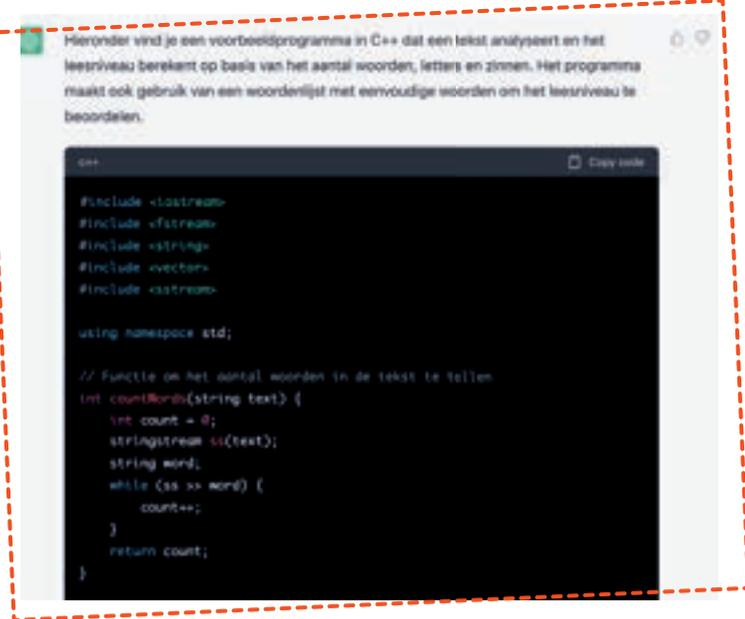 Hieronder vind je een voorbeeldprogramma in C++ dat een tekst analyseert en het
leesniveau berekent op basis van het aantal woorden, letters en zinnen. Het programma
maakt ook gebruik van een woordenlijst met eenvoudige woorden om het leesniveau te
beoordelen.
c++ Copy code
#include <iostream>
#include <fstream>
#include <string>
#include <vector>
#include <sstream>
using namespace std;
// Functie om het aantal woorden in de tekst te tellen
int countWords(string text) {
int count = 0;
stringstream ss(text);
string word;
while (ss >> word) {
count++;
}
return count;
}